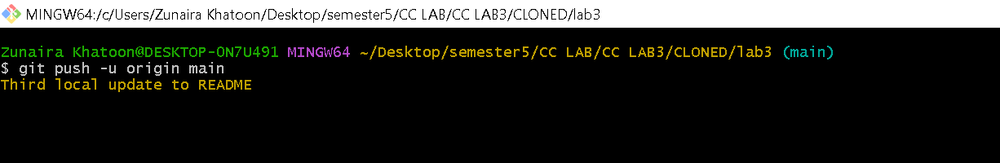 MINGW64:/c/Users/Zunaira Khatoon/Desktop/semester5/CC LAB/CC LAB3/CLONED/lab3
Zunaira Khatoon@DESKTOP-0N7U491 MINGW64 ~/Desktop/semester5/CC LAB/CC LAB3/CLONED/lab3 (main)
$ git push -u origin main
Third local update to README